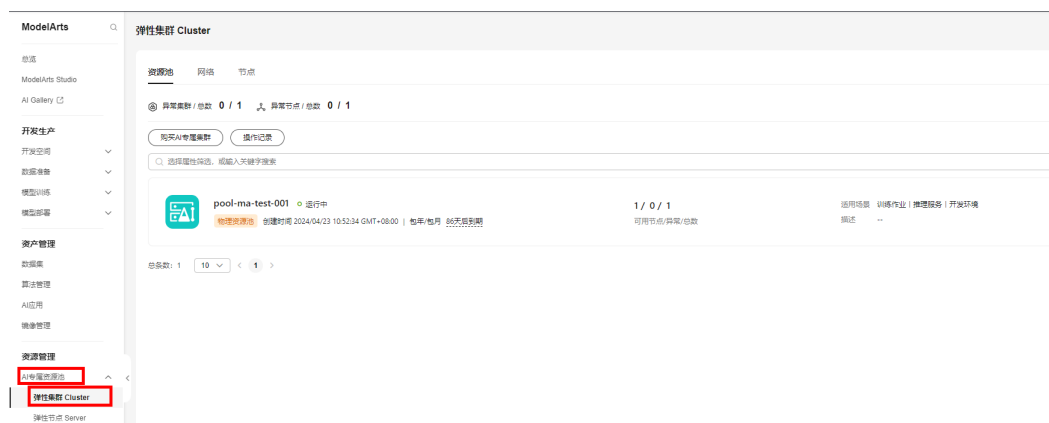 ModelArts
总览
ModelArts Studio
AI Gallery
开发生产
开发空间
数据准备
模型训练
模型部署
资产管理
数据集
算法管理
AI应用
镜像管理
资源管理
AI专属资源池
弹性集群 Cluster
弹性节点 Server
弹性集群 Cluster
资源池 网络 节点
异常集群 / 总数 0 / 1 异常节点 / 总数 0 / 1
购买AI专属集群 操作记录
选择属性筛选，或输入关键字搜索
pool-ma-test-001 运行中
物理资源池 创建时间 2024/04/23 10:52:34 GMT+08:00 | 包年/包月 86天后到期
1 / 0 / 1
可用节点/异常/总数
适用场景 训练作业 | 推理服务 | 开发环境
描述 --
总条数: 1 10 < 1 >